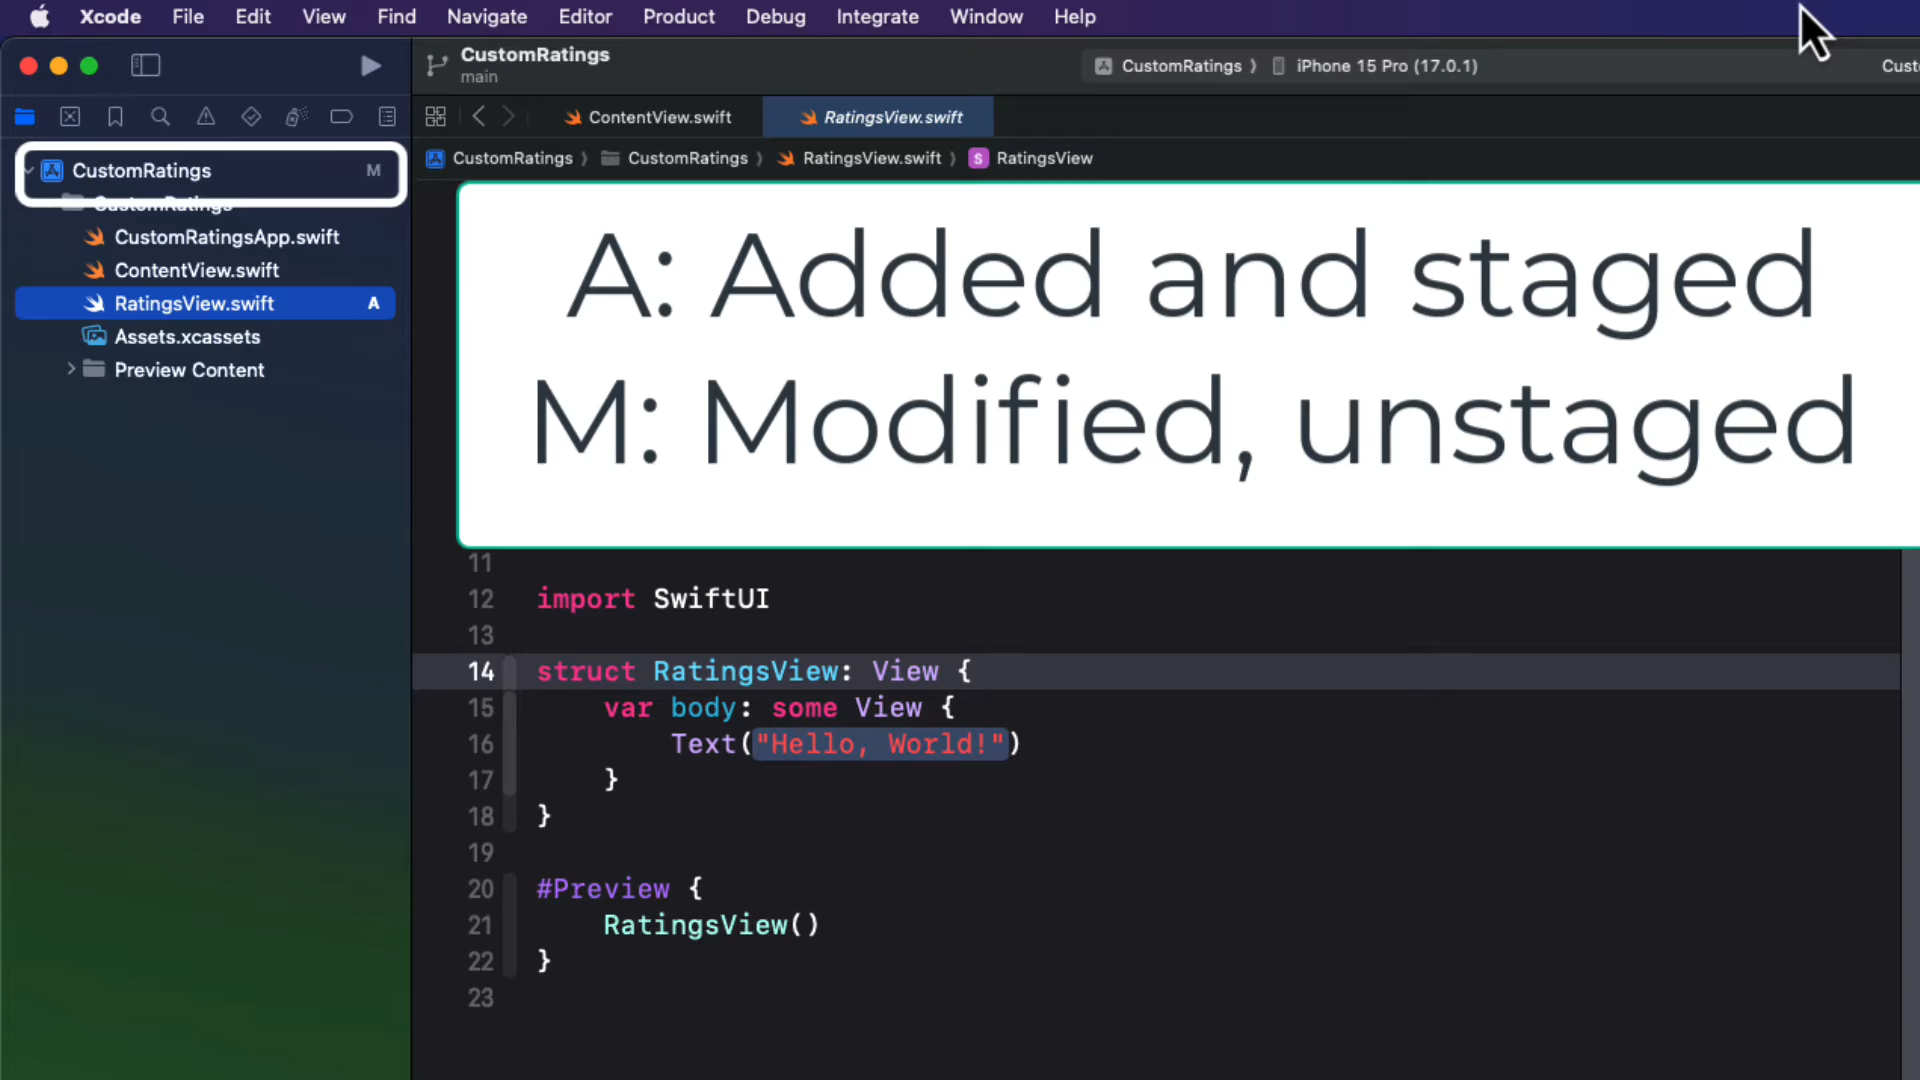 Xcode File Edit View Find Navigate Editor Product Debug Integrate Window Help
CustomRatings
main
CustomRatings iPhone 15 Pro (17.0.1)
ContentView.swift RatingsView.swift
CustomRatings CustomRatings RatingsView.swift S RatingsView
CustomRatings M
CustomRatings
CustomRatingsApp.swift
ContentView.swift
RatingsView.swift A
Assets.xcassets
Preview Content
A: Added and staged
M: Modified, unstaged
11
12 import SwiftUI
13
14 struct RatingsView: View {
15 var body: some View {
16 Text("Hello, World!")
17 }
18 }
19
20 #Preview {
21 RatingsView()
22 }
23